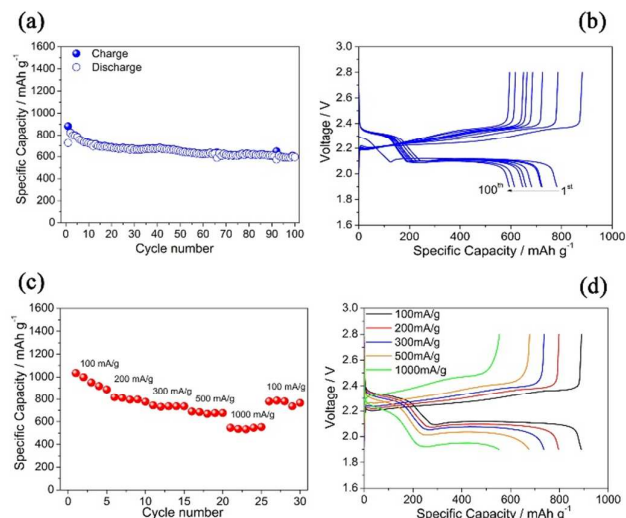 (a)
1600
1400
1200
1000
800
600
400
200
0
0 10 20 30 40 50 60 70 80 90 100
Specific Capacity / mAh g-1
Cycle number
Charge
Discharge
(b)
3.0
2.8
2.6
2.4
2.2
2.0
1.8
1.6
0 200 400 600 800 1000
Voltage / V
Specific Capacity / mAh g-1
100th
1st
(c)
1600
1400
1200
1000
800
600
400
200
0
0 5 10 15 20 25 30
Specific Capacity / mAh g-1
Cycle number
100 mA/g
200 mA/g
300 mA/g
500 mA/g
1000 mA/g
100 mA/g
(d)
3.0
2.8
2.6
2.4
2.2
2.0
1.8
1.6
0 200 400 600 800 1000
Voltage / V
Specific Capacity / mAh g-1
100mA/g
200mA/g
300mA/g
500mA/g
1000mA/g